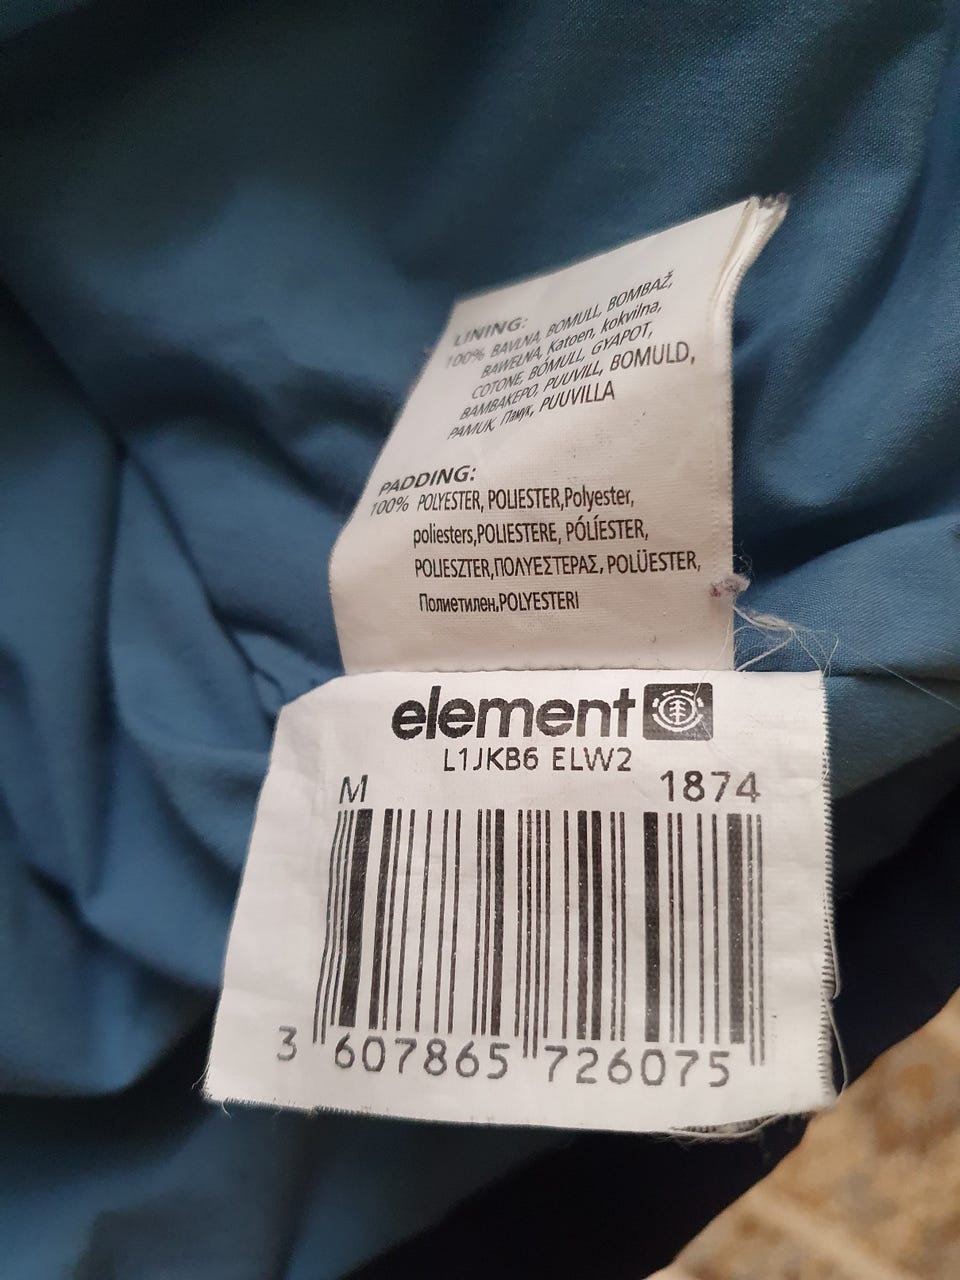 LINING:
100% BAVLNA, BOMULL, BOMBAŽ,
BAWEŁNA, Katoen, kokvilna,
COTONE, BÓMULL, GYAPOT,
ΒΑΜΒΑΚΕΡΟ, PUUVILL, BOMULD,
PAMUK, Памук, PUUVILLA
PADDING:
100% POLYESTER, POLIESTER,Polyester,
poliesters,POLIESTERE, PÓLÍESTER,
POLIESZTER,ΠΟΛΥΕΣΤΕΡΑΣ, POLÜESTER,
Полиетилен,POLYESTERI
element
L1JKB6 ELW2
M 1874
3 607865 726075